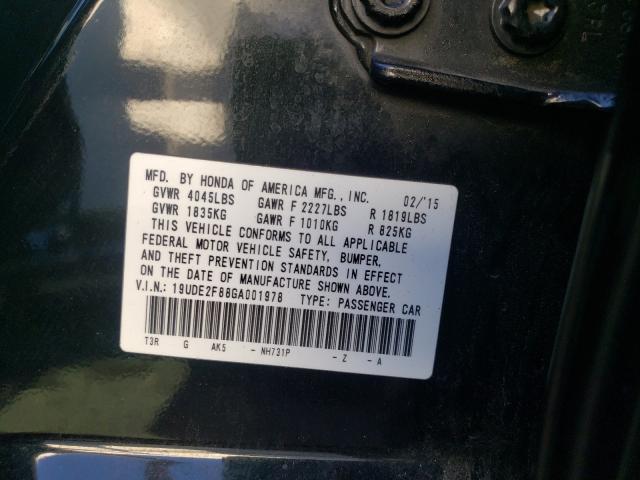 MFD. BY HONDA OF AMERICA MFG., INC. 02/'15
GVWR 4045LBS GAWR F 2227LBS R 1819LBS
GVWR 1835KG GAWR F 1010KG R 825KG
THIS VEHICLE CONFORMS TO ALL APPLICABLE
FEDERAL MOTOR VEHICLE SAFETY, BUMPER,
AND THEFT PREVENTION STANDARDS IN EFFECT
ON THE DATE OF MANUFACTURE SHOWN ABOVE.
V.I.N.: 19UDE2F88GA001978 TYPE: PASSENGER CAR
T3R G AK5 - NH731P - Z - A